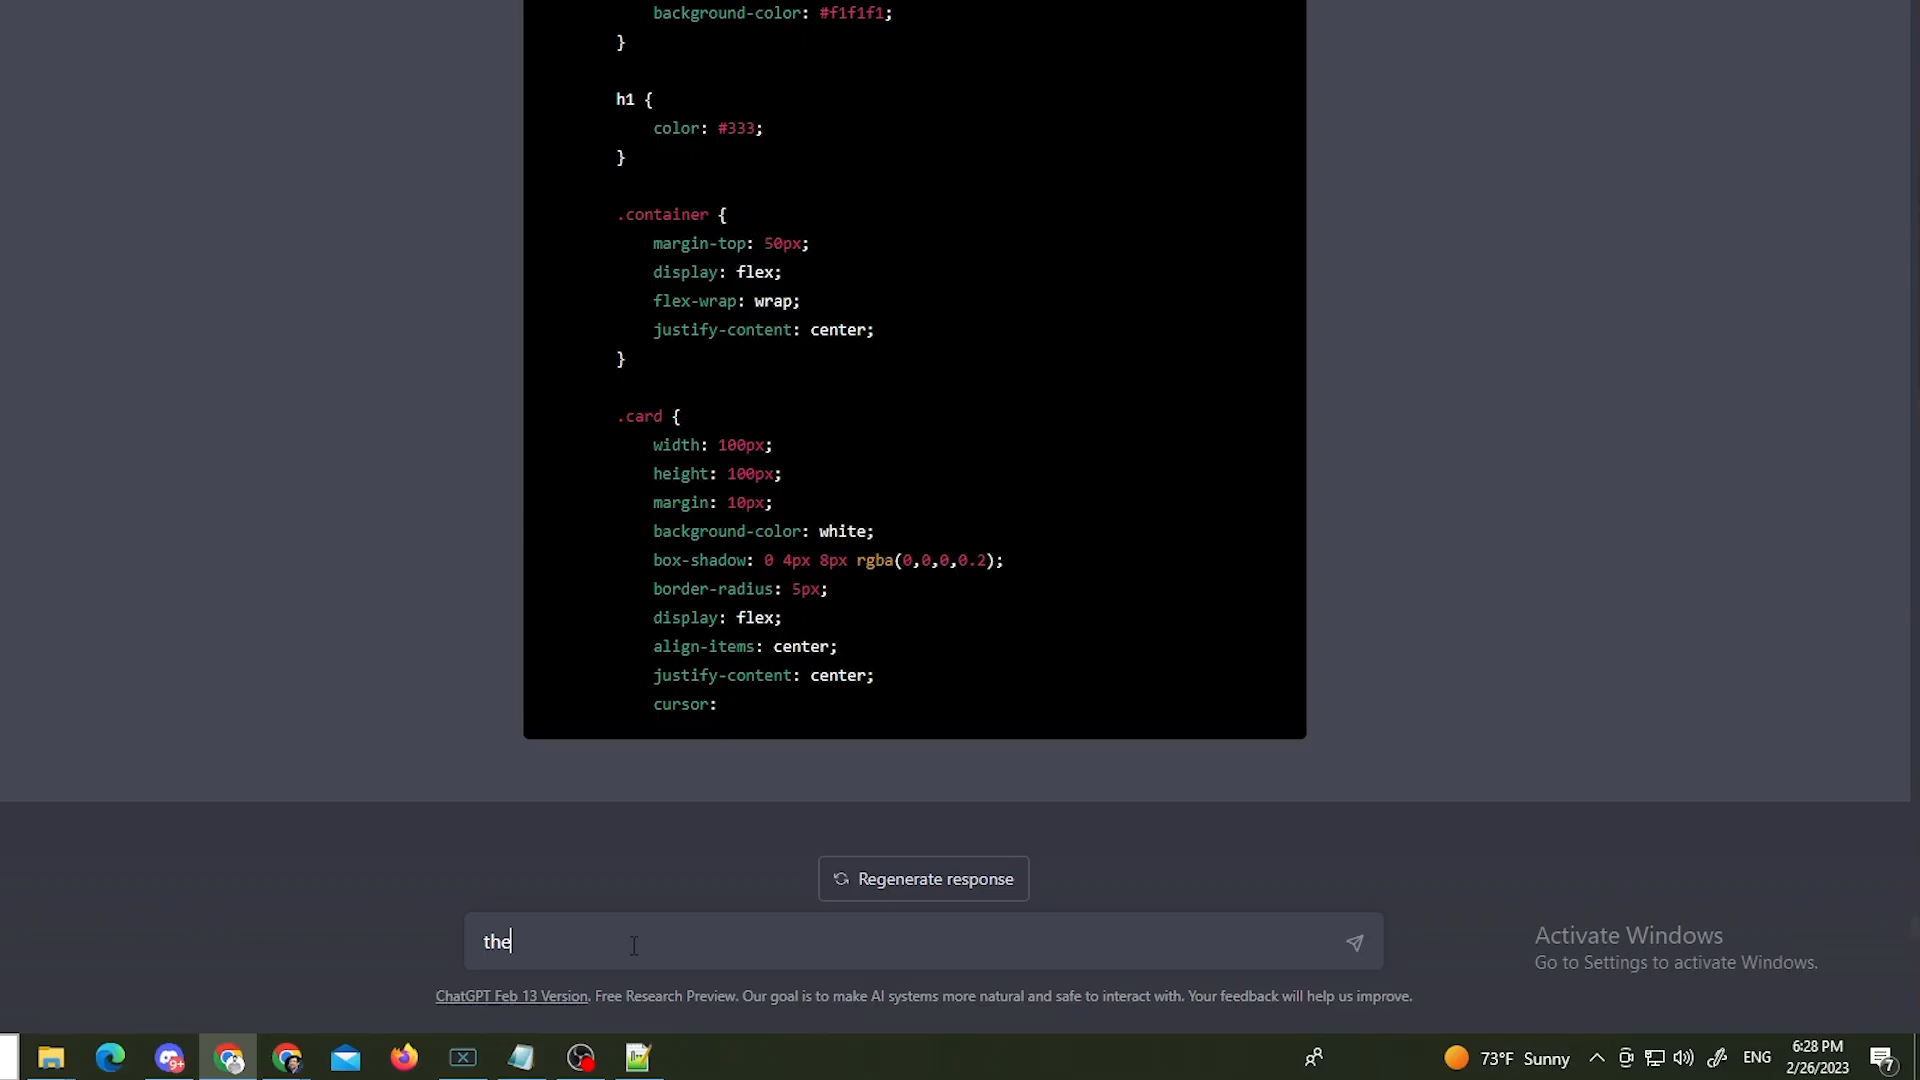 background-color: #f1f1f1;
}
h1 {
color: #333;
}
.container {
margin-top: 50px;
display: flex;
flex-wrap: wrap;
justify-content: center;
}
.card {
width: 100px;
height: 100px;
margin: 10px;
background-color: white;
box-shadow: 0 4px 8px rgba(0,0,0,0.2);
border-radius: 5px;
display: flex;
align-items: center;
justify-content: center;
cursor:
Regenerate response
the
Activate Windows
Go to Settings to activate Windows.
ChatGPT Feb 13 Version. Free Research Preview. Our goal is to make AI systems more natural and safe to interact with. Your feedback will help us improve.
9+
73°F Sunny
ENG
6:28 PM
2/26/2023
7